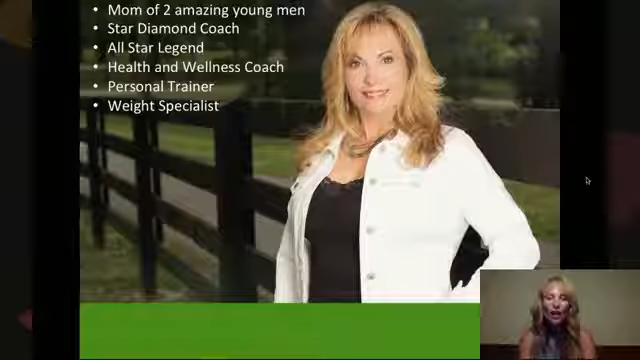 • Mom of 2 amazing young men
• Star Diamond Coach
• All Star Legend
• Health and Wellness Coach
• Personal Trainer
• Weight Specialist